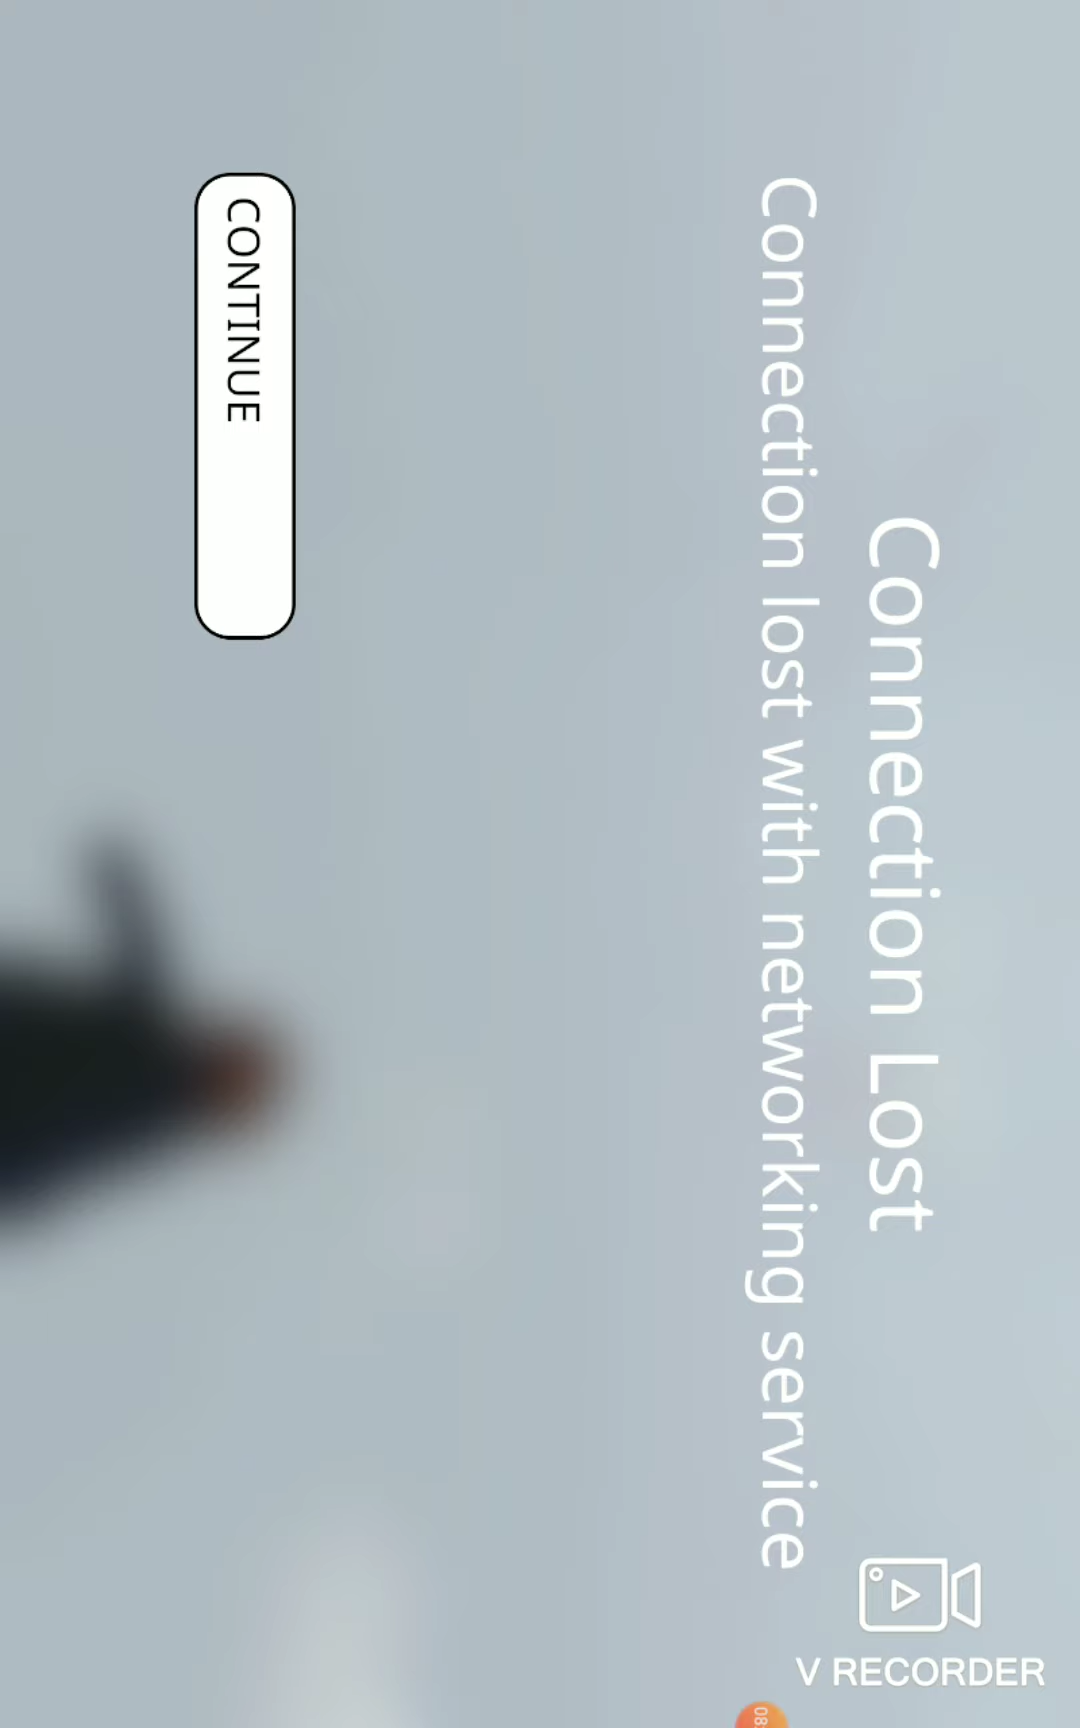 Connection Lost
Connection lost with networking service
CONTINUE
V RECORDER